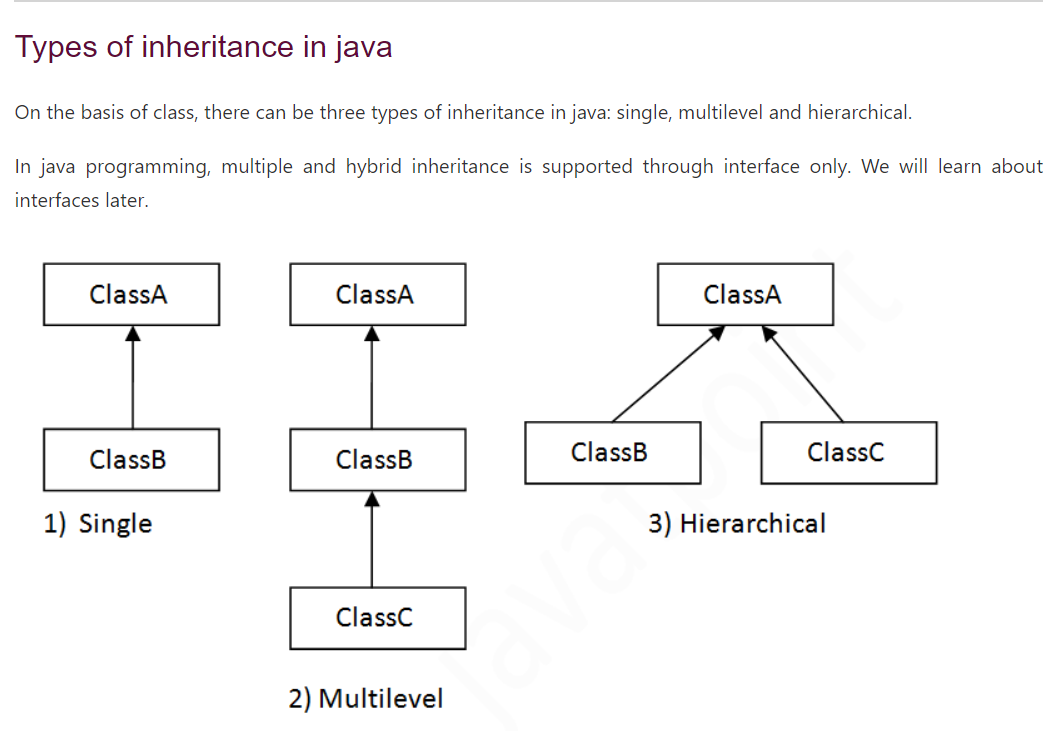 Types of inheritance in java
On the basis of class, there can be three types of inheritance in java: single, multilevel and hierarchical.
In java programming, multiple and hybrid inheritance is supported through interface only. We will learn about
interfaces later.
ClassA
ClassB
1) Single
ClassA
ClassB
ClassC
2) Multilevel
ClassA
ClassB
ClassC
3) Hierarchical